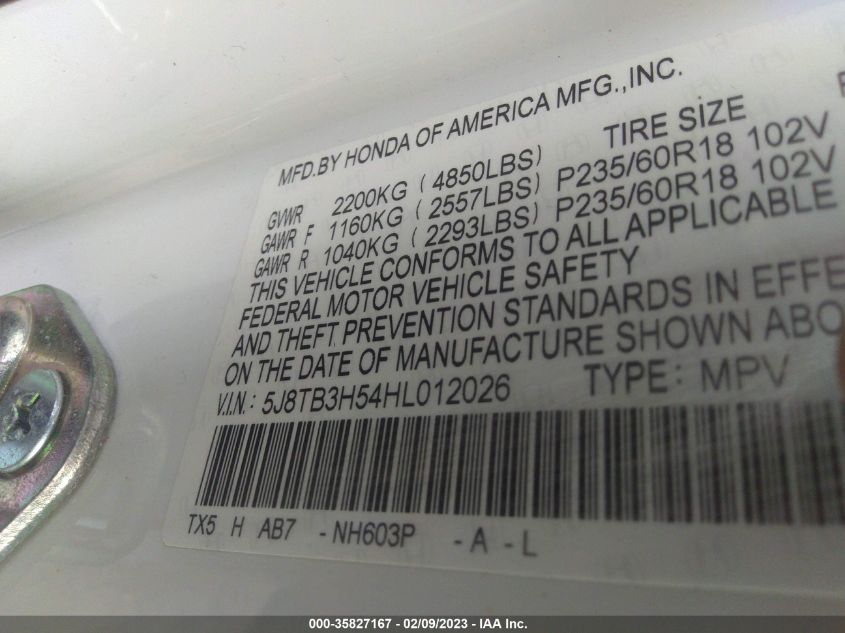 MFD.BY HONDA OF AMERICA MFG.,INC.
TIRE SIZE
GVWR 2200KG (4850LBS)
GAWR F 1160KG (2557LBS) P235/60R18 102V
GAWR R 1040KG (2293LBS) P235/60R18 102V
THIS VEHICLE CONFORMS TO ALL APPLICABLE
FEDERAL MOTOR VEHICLE SAFETY
AND THEFT PREVENTION STANDARDS IN EFFE
ON THE DATE OF MANUFACTURE SHOWN ABO
V.I.N.: 5J8TB3H54HL012026 TYPE: MPV
TX5 H AB7 -NH603P -A -L
000-35827167 - 02/09/2023 - IAA Inc.